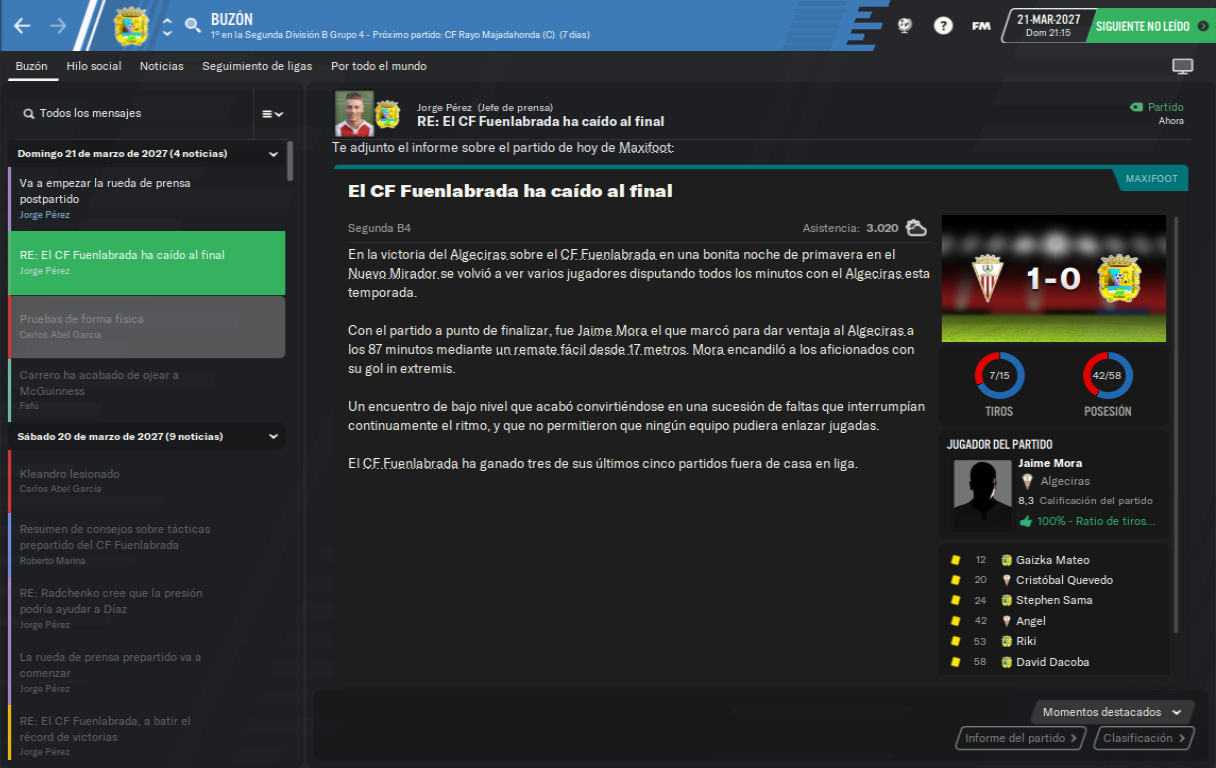 BUZÓN
1º en la Segunda División B Grupo 4 - Próximo partido: CF Rayo Majadahonda (C) (7 días)
?
FM
21-MAR-2027
Dom 21:15
SIGUIENTE NO LEÍDO
Buzón
Hilo social
Noticias
Seguimiento de ligas
Por todo el mundo
Todos los mensajes
Domingo 21 de marzo de 2027 (4 noticias)
Va a empezar la rueda de prensa
postpartido
Jorge Pérez
RE: El CF Fuenlabrada ha caído al final
Jorge Pérez
Pruebas de forma física
Carlos Abel García
Carrero ha acabado de ojear a
McGuinness
Fafú
Sábado 20 de marzo de 2027 (9 noticias)
Kleandro lesionado
Carlos Abel García
Resumen de consejos sobre tácticas
prepartido del CF Fuenlabrada
Roberto Marina
RE: Radchenko cree que la presión
podría ayudar a Díaz
Jorge Pérez
La rueda de prensa prepartido va a
comenzar
Jorge Pérez
RE: El CF Fuenlabrada, a batir el
récord de victorias
Jorge Pérez
Jorge Pérez (Jefe de prensa)
RE: El CF Fuenlabrada ha caído al final
Partido
Ahora
Te adjunto el informe sobre el partido de hoy de Maxifoot:
MAXIFOOT
El CF Fuenlabrada ha caído al final
Segunda B4
Asistencia: 3.020
En la victoria del Algeciras sobre el CF Fuenlabrada en una bonita noche de primavera en el
Nuevo Mirador se volvió a ver varios jugadores disputando todos los minutos con el Algeciras esta
temporada.
Con el partido a punto de finalizar, fue Jaime Mora el que marcó para dar ventaja al Algeciras a
los 87 minutos mediante un remate fácil desde 17 metros. Mora encandiló a los aficionados con
su gol in extremis.
Un encuentro de bajo nivel que acabó convirtiéndose en una sucesión de faltas que interrumpían
continuamente el ritmo, y que no permitieron que ningún equipo pudiera enlazar jugadas.
El CF Fuenlabrada ha ganado tres de sus últimos cinco partidos fuera de casa en liga.
1-0
7/15
TIROS
42/58
POSESIÓN
JUGADOR DEL PARTIDO
Jaime Mora
Algeciras
8,3 Calificación del partido
100% - Ratio de tiros...
12 Gaizka Mateo
20 Cristóbal Quevedo
24 Stephen Sama
42 Angel
53 Riki
58 David Dacoba
Momentos destacados
Informe del partido
Clasificación